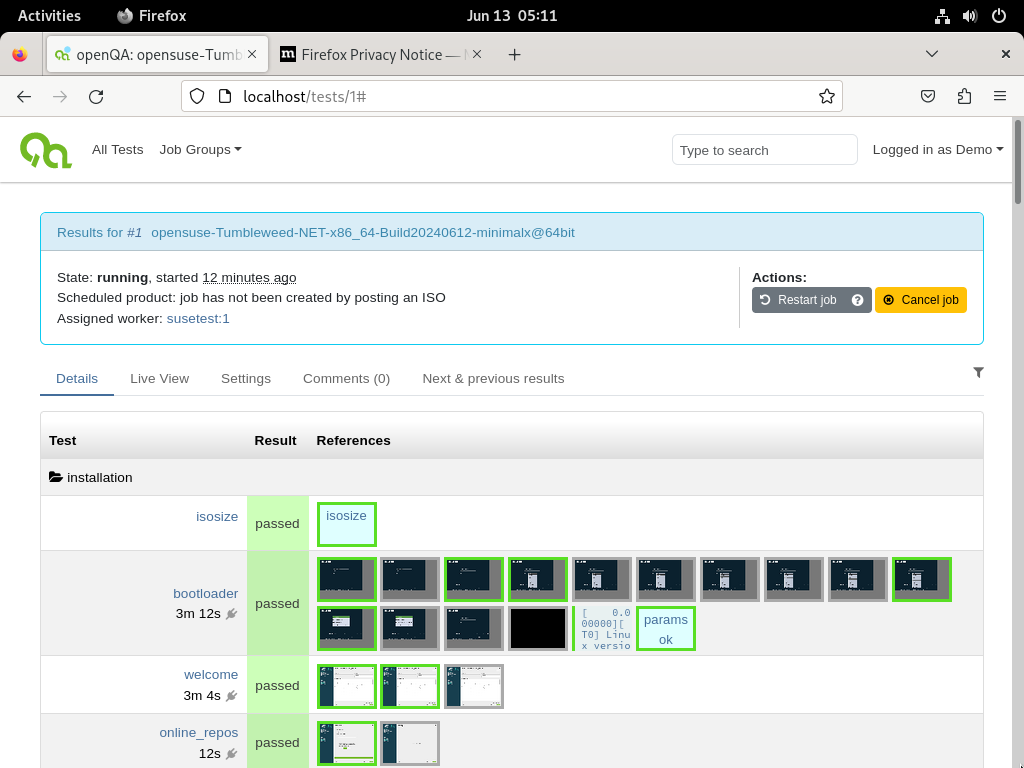 Activities Firefox Jun 13 05:11
openQA: opensuse-Tumb Firefox Privacy Notice —
localhost/tests/1#
All Tests Job Groups Type to search Logged in as Demo
Results for #1 opensuse-Tumbleweed-NET-x86_64-Build20240612-minimalx@64bit
State: running, started 12 minutes ago
Scheduled product: job has not been created by posting an ISO
Assigned worker: susetest:1
Actions:
Restart job Cancel job
Details Live View Settings Comments (0) Next & previous results
Test Result References
installation
isosize passed isosize
bootloader
3m 12s passed
[ 0.0
00000][
T0] Linu
x versio
params
ok
welcome
3m 4s passed
online_repos
12s passed